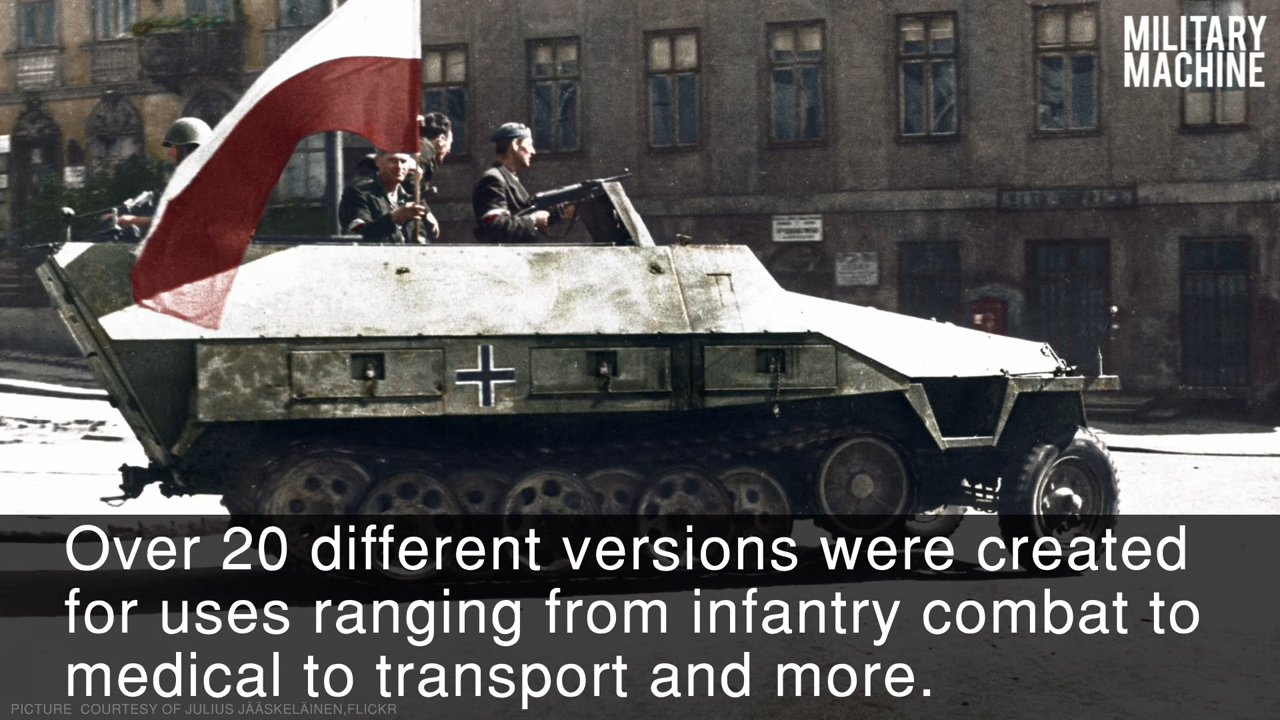 MILITARY
MACHINE
Over 20 different versions were created
for uses ranging from infantry combat to
medical to transport and more.
PICTURE COURTESY OF JULIUS JÄÄSKELÄINEN,FLICKR